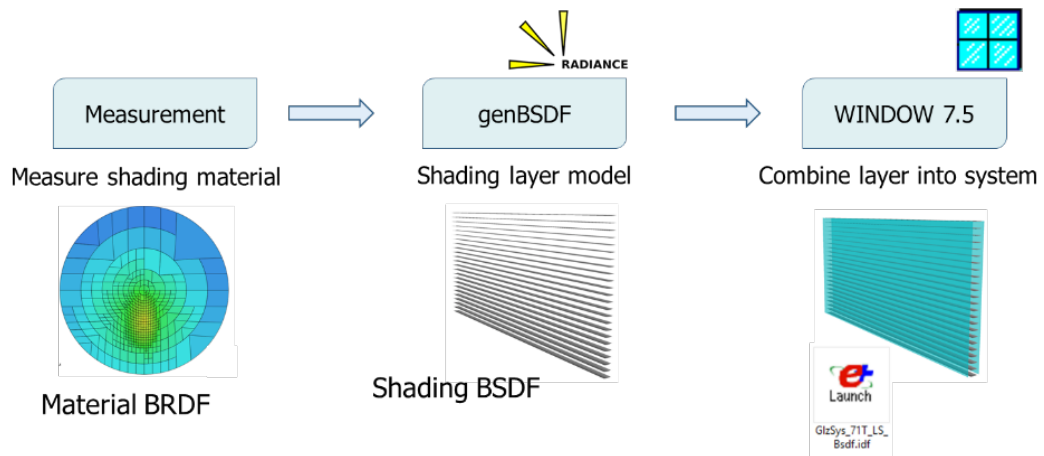 RADIANCE
Measurement
genBSDF
WINDOW 7.5
Measure shading material
Shading layer model
Combine layer into system
Material BRDF
Shading BSDF
e+
Launch
GlzSys_71T_LS_
Bsdf.idf